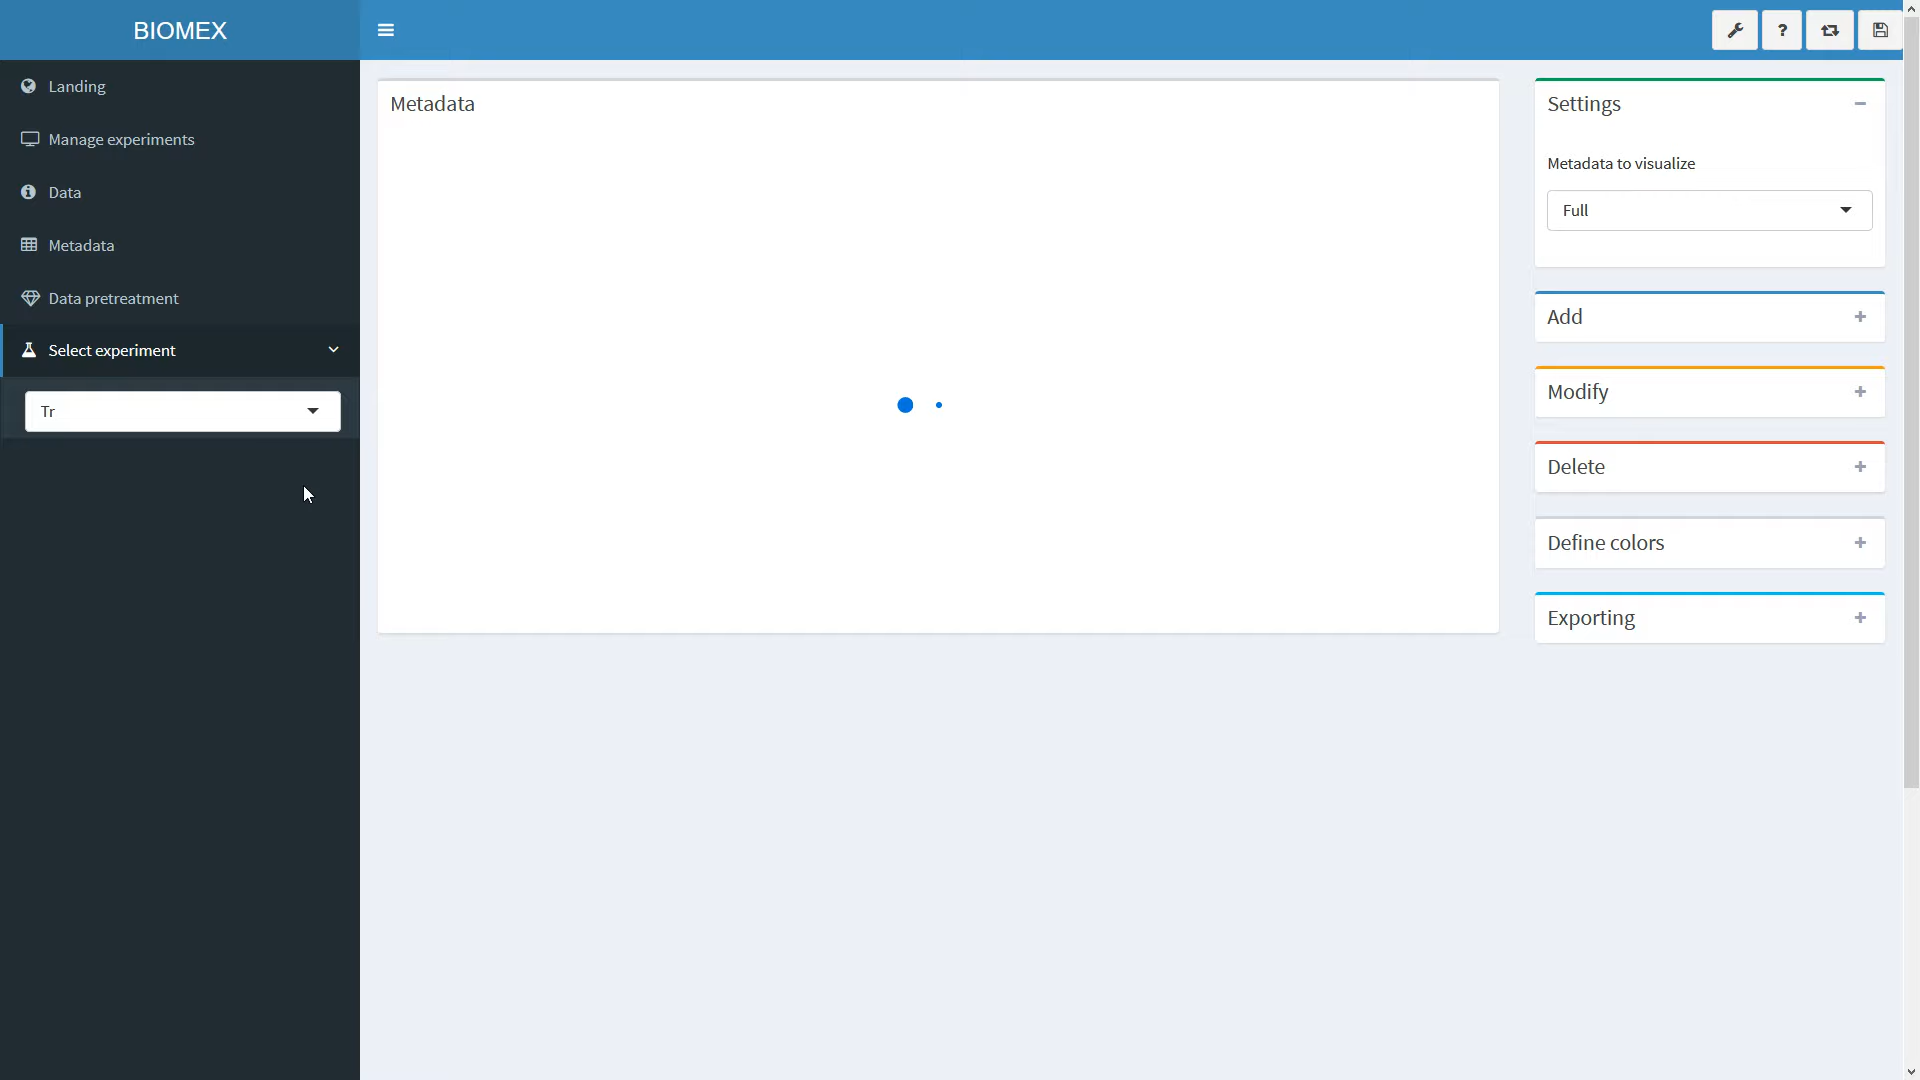 BIOMEX
?
Landing
Manage experiments
Data
Metadata
Data pretreatment
Select experiment
Tr
Metadata
Settings
Metadata to visualize
Full
Add
Modify
Delete
Define colors
Exporting